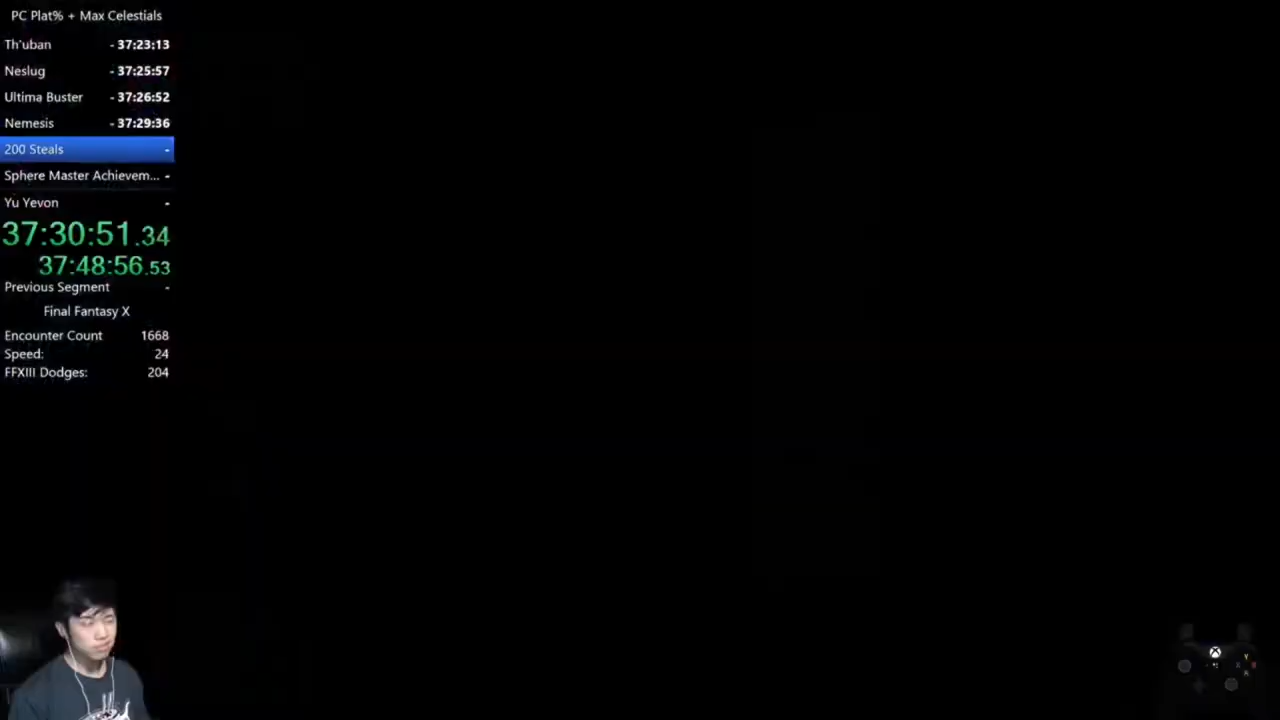 PC Plat% + Max Celestials
Th'uban - 37:23:13
Neslug - 37:25:57
Ultima Buster - 37:26:52
Nemesis - 37:29:36
200 Steals -
Sphere Master Achievem... -
Yu Yevon -
37:30:51.34
37:48:56.53
Previous Segment -
Final Fantasy X
Encounter Count 1668
Speed: 24
FFXIII Dodges: 204